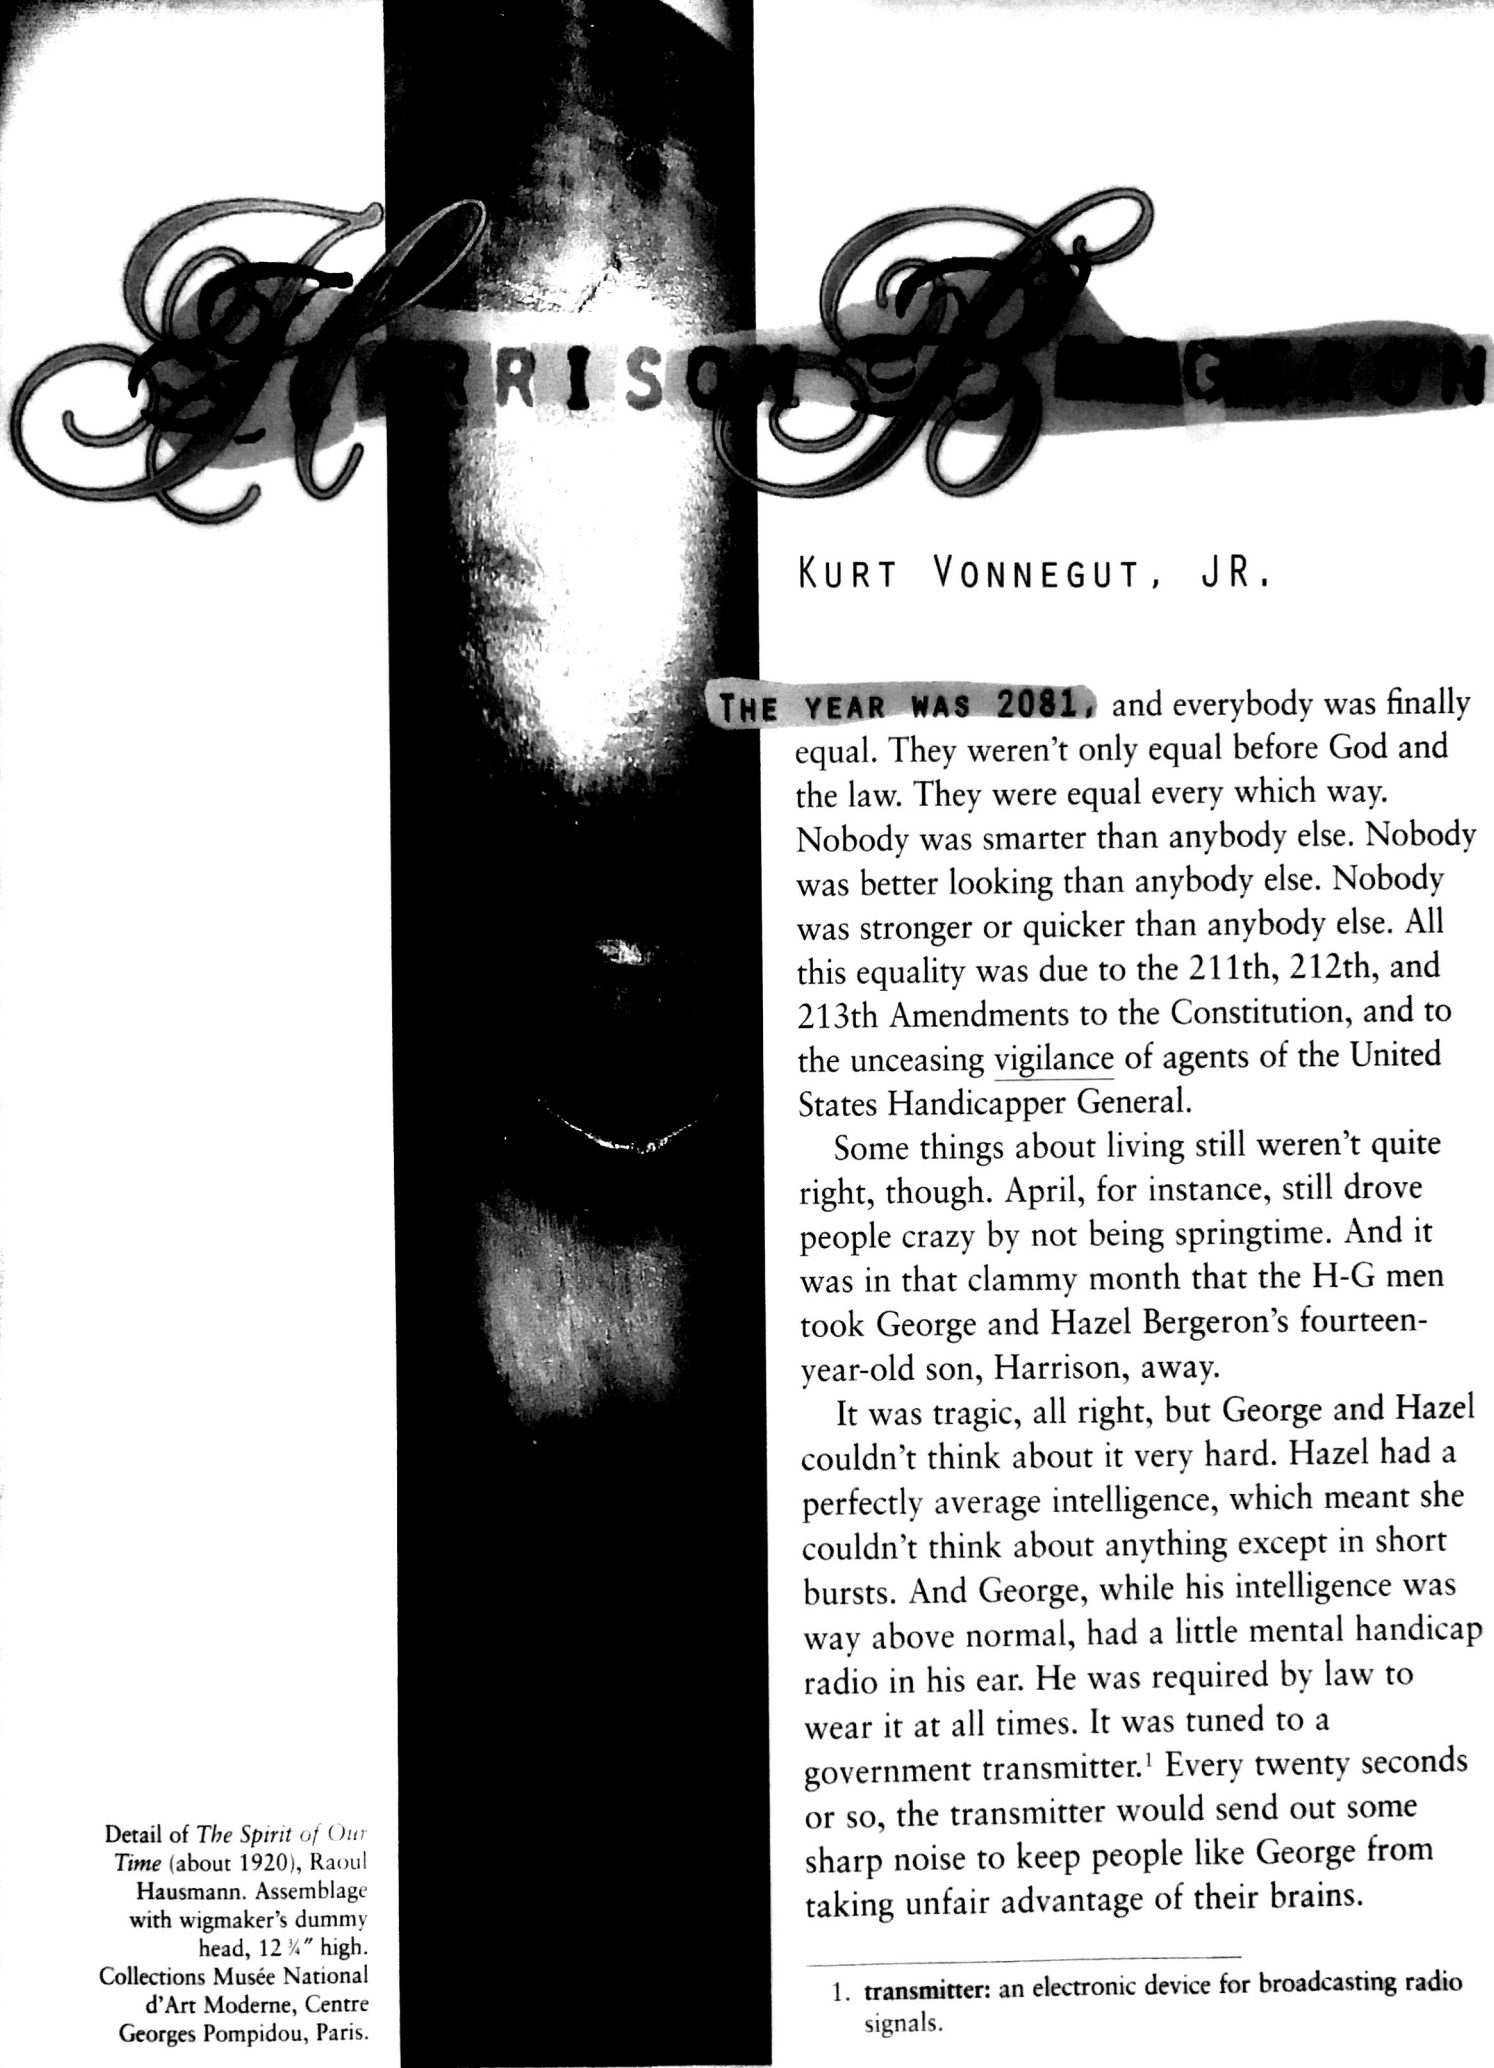 HARRISON BERGERON
KURT VONNEGUT, JR.
THE YEAR WAS 2081, and everybody was finally
equal. They weren't only equal before God and
the law. They were equal every which way.
Nobody was smarter than anybody else. Nobody
was better looking than anybody else. Nobody
was stronger or quicker than anybody else. All
this equality was due to the 211th, 212th, and
213th Amendments to the Constitution, and to
the unceasing vigilance of agents of the United
States Handicapper General.
Some things about living still weren't quite
right, though. April, for instance, still drove
people crazy by not being springtime. And it
was in that clammy month that the H-G men
took George and Hazel Bergeron's fourteen-
year-old son, Harrison, away.
It was tragic, all right, but George and Hazel
couldn't think about it very hard. Hazel had a
perfectly average intelligence, which meant she
couldn't think about anything except in short
bursts. And George, while his intelligence was
way above normal, had a little mental handicap
radio in his ear. He was required by law to
wear it at all times. It was tuned to a
government transmitter.¹ Every twenty seconds
or so, the transmitter would send out some
sharp noise to keep people like George from
taking unfair advantage of their brains.
Detail of The Spirit of Our
Time (about 1920), Raoul
Hausmann. Assemblage
with wigmaker's dummy
head, 12 ¾" high.
Collections Musée National
d'Art Moderne, Centre
Georges Pompidou, Paris.
1. transmitter: an electronic device for broadcasting radio
signals.